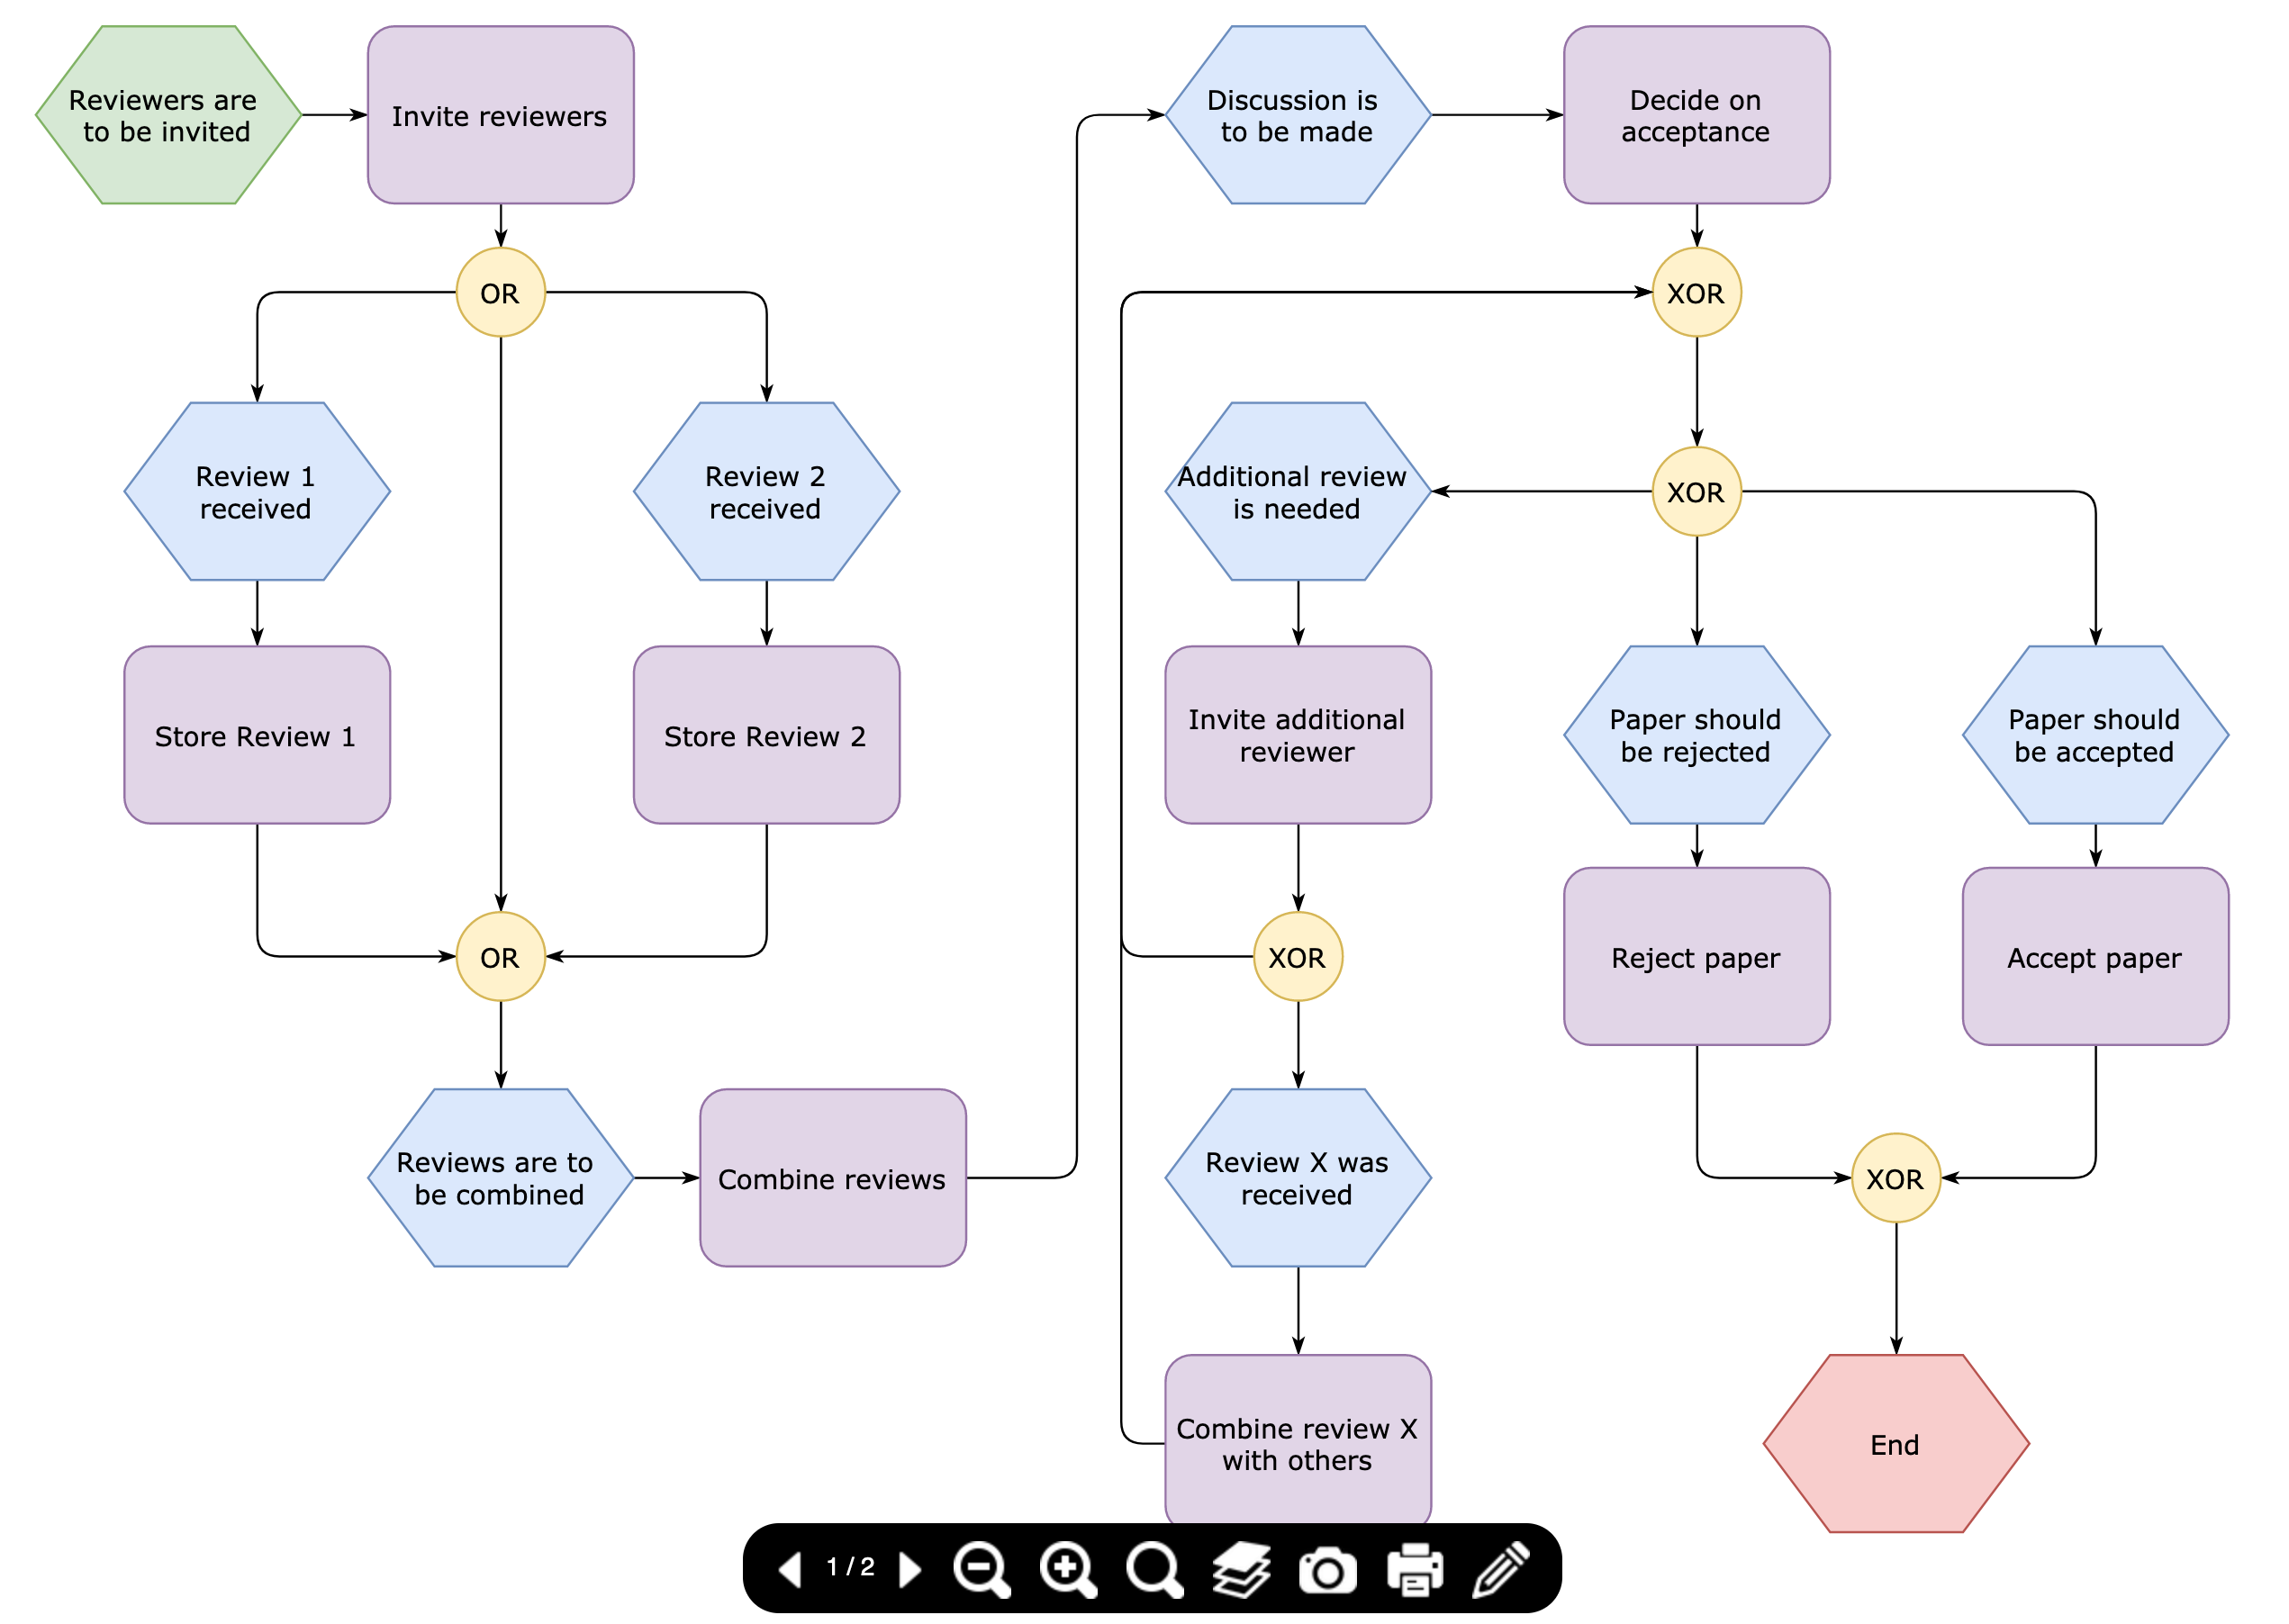 Reviewers are
to be invited
Invite reviewers
OR
Review 1
received
Review 2
received
Store Review 1
Store Review 2
OR
Reviews are to
be combined
Combine reviews
Discussion is
to be made
Decide on
acceptance
XOR
XOR
Additional review
is needed
Invite additional
reviewer
Paper should
be rejected
Paper should
be accepted
XOR
Reject paper
Accept paper
Review X was
received
XOR
Combine review X
with others
End
1 / 2